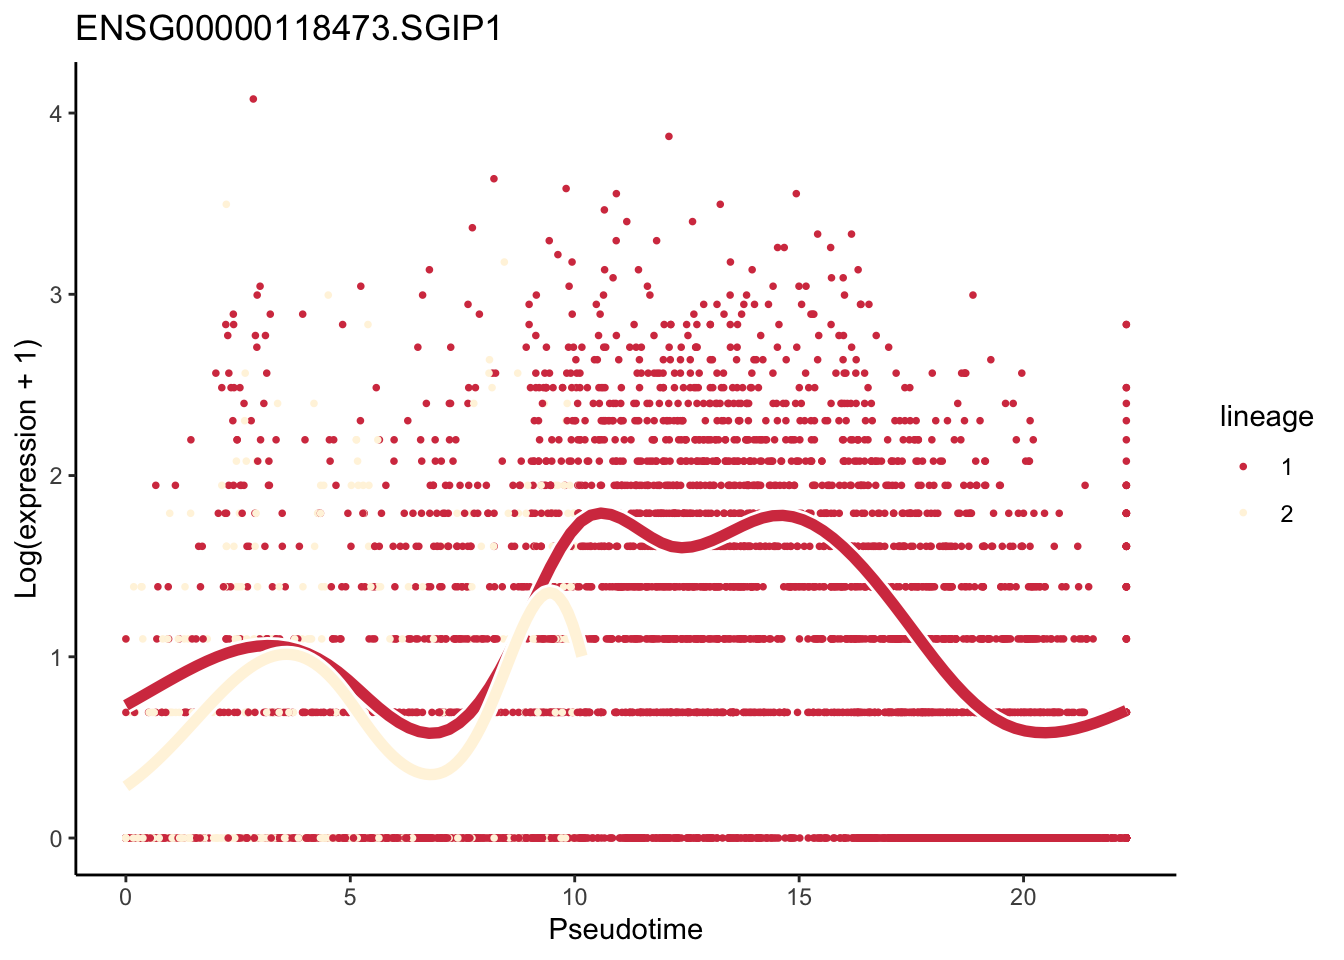 ENSG00000118473.SGIP1
Log(expression + 1)
4
3
2
1
0
0 5 10 15 20
Pseudotime
lineage
1
2